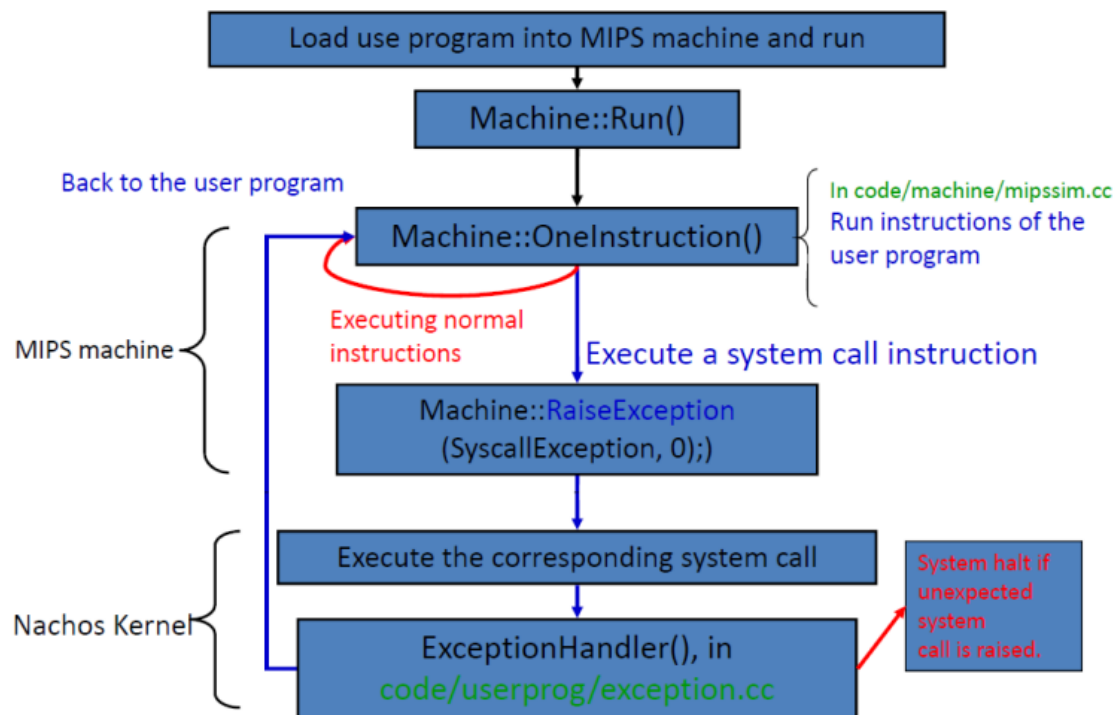 Load use program into MIPS machine and run
Machine::Run()
Back to the user program
In code/machine/mipssim.cc
Machine::OneInstruction()
Run instructions of the
user program
Executing normal
instructions
MIPS machine
Execute a system call instruction
Machine::RaiseException
(SyscallException, 0);)
Execute the corresponding system call
System halt if
unexpected
system
call is raised.
Nachos Kernel
ExceptionHandler(), in
code/userprog/exception.cc